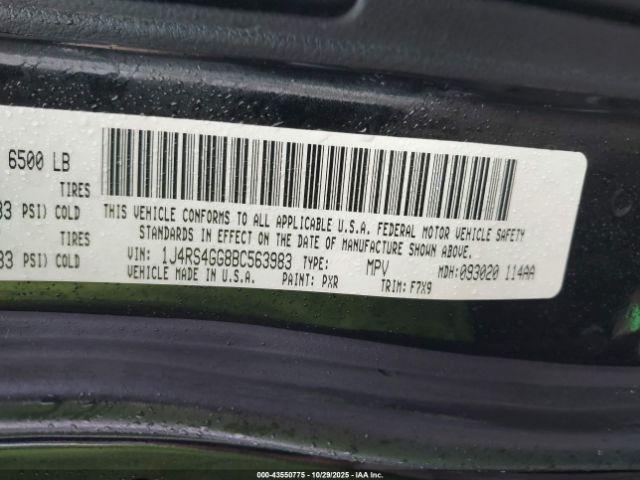 6500 LB
TIRES
33 PSI) COLD
TIRES
33 PSI) COLD
THIS VEHICLE CONFORMS TO ALL APPLICABLE U.S.A. FEDERAL MOTOR VEHICLE SAFETY
STANDARDS IN EFFECT ON THE DATE OF MANUFACTURE SHOWN ABOVE.
VIN: 1J4RS4GG8BC563983 TYPE: MPV MDH:093020 114AA
VEHICLE MADE IN U.S.A. PAINT: PXR TRIM: F7X9
000-43550775 - 10/29/2025 - IAA Inc.